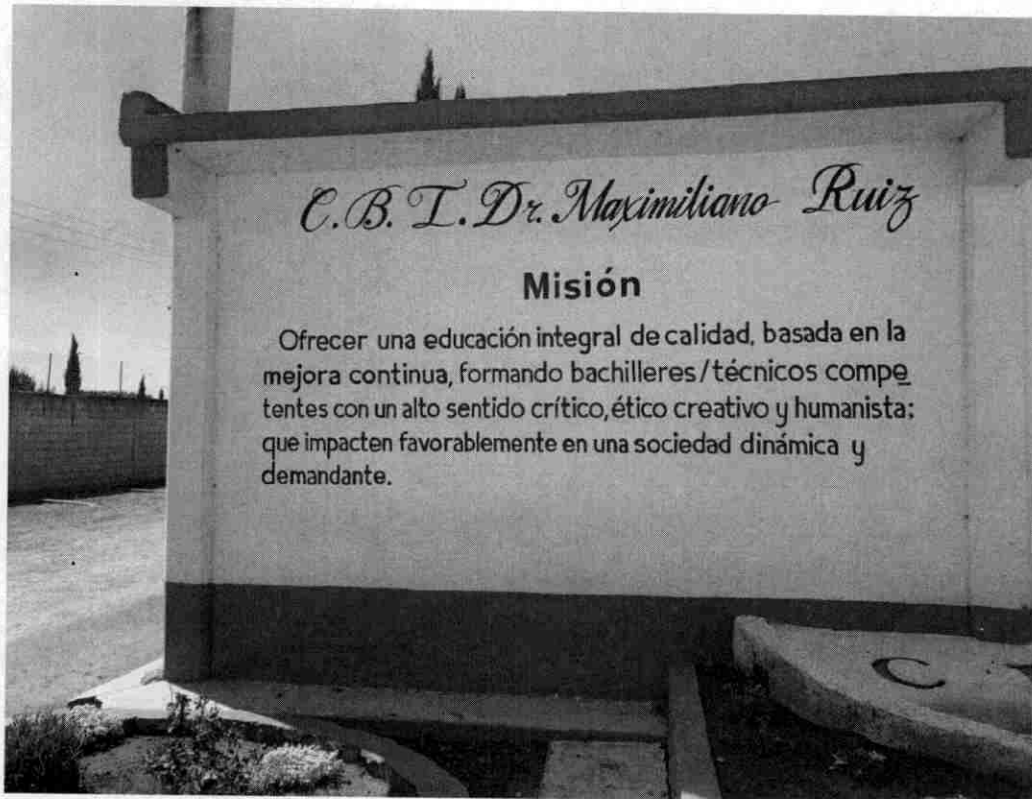 C.B.T. Dr. Maximiliano Ruiz
Misión
Ofrecer una educación integral de calidad, basada en la
mejora continua, formando bachilleres/técnicos compe
tentes con un alto sentido crítico, ético creativo y humanista;
que impacten favorablemente en una sociedad dinámica y
demandante.
C